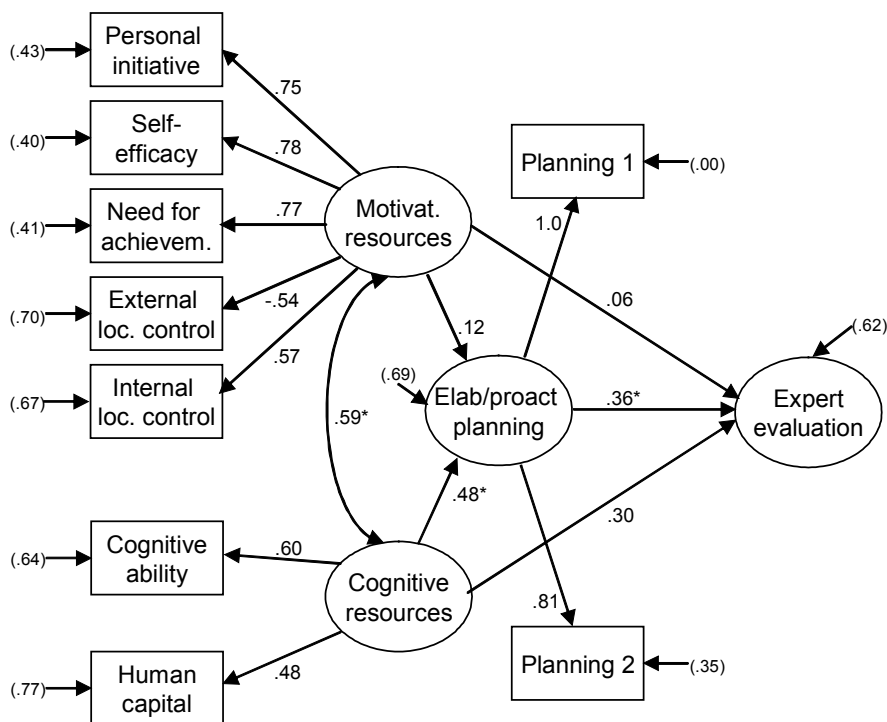 (.43)
Personal
initiative
.75
(.40)
Self-
efficacy
.78
(.41)
Need for
achievem.
.77
(.70)
External
loc. control
-.54
(.67)
Internal
loc. control
.57
Motivat.
resources
Planning 1
(.00)
1.0
.06
.12
(.62)
(.69)
Elab/proact
planning
.36*
Expert
evaluation
.59*
.48*
.30
(.64)
Cognitive
ability
.60
Cognitive
resources
.81
(.77)
Human
capital
.48
Planning 2
(.35)